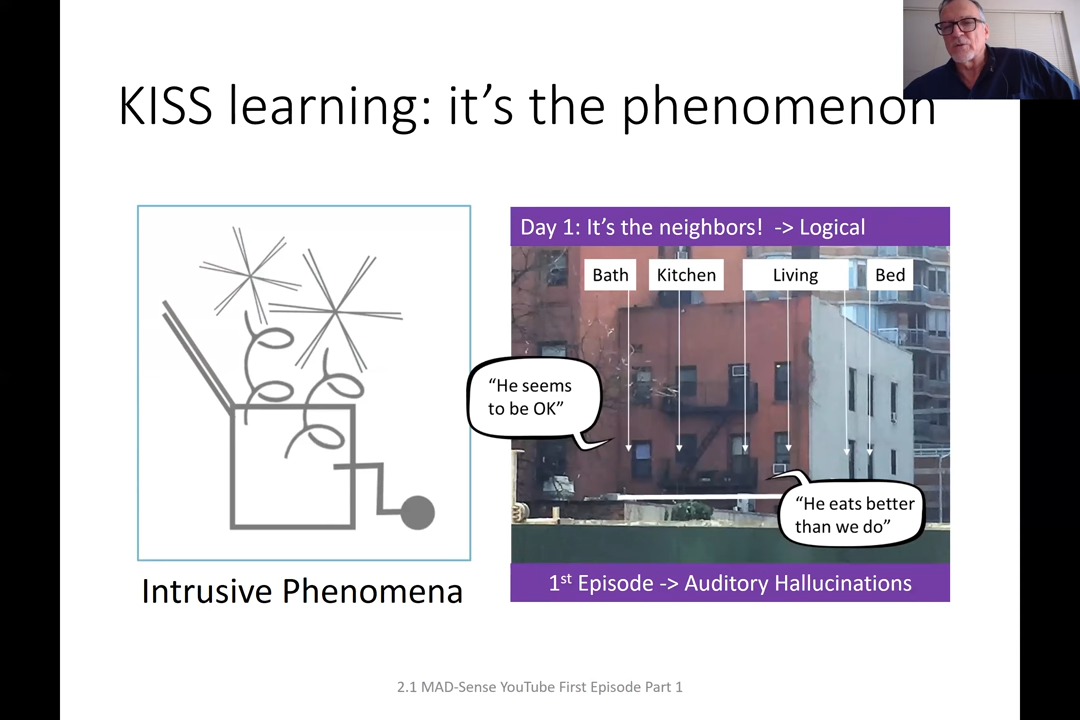 KISS learning: it’s the phenomenon
Day 1: It’s the neighbors!  -> Logical
Bath
Kitchen
Living
Bed
“He seems
to be OK”
“He eats better
than we do”
Intrusive Phenomena
1st Episode -> Auditory Hallucinations
2.1 MAD-Sense YouTube First Episode Part 1